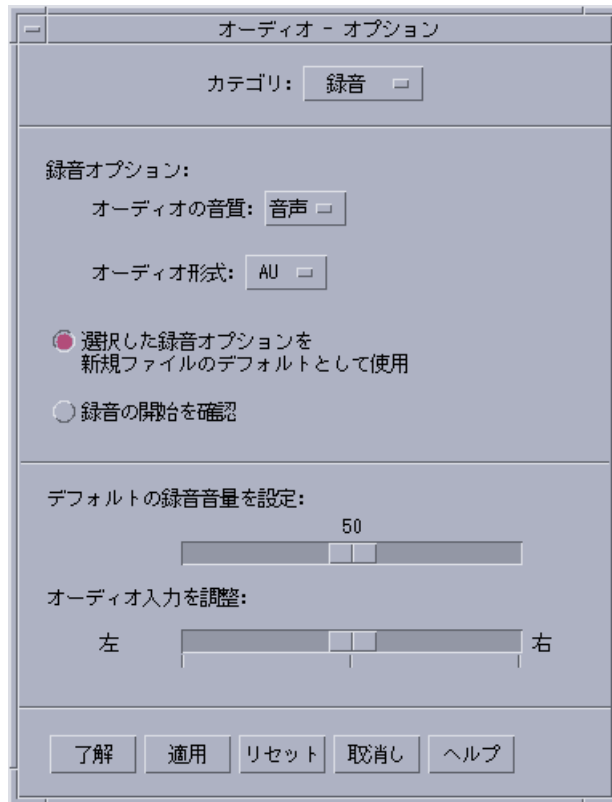 オーディオ - オプション
カテゴリ: 録音
録音オプション:
オーディオの音質: 音声
オーディオ形式: AU
選択した録音オプションを
新規ファイルのデフォルトとして使用
録音の開始を確認
デフォルトの録音音量を設定:
50
オーディオ入力を調整:
左 右
了解 適用 リセット 取消し ヘルプ